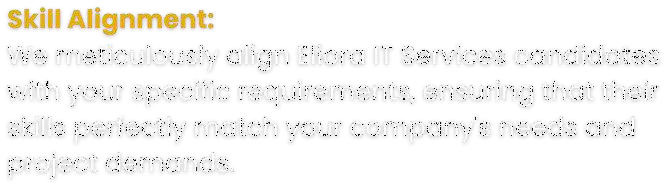 Skill Alignment:
We meticulously align Eliora IT Services candidates
with your specific requirements, ensuring that their
skills perfectly match your company's needs and
project demands.